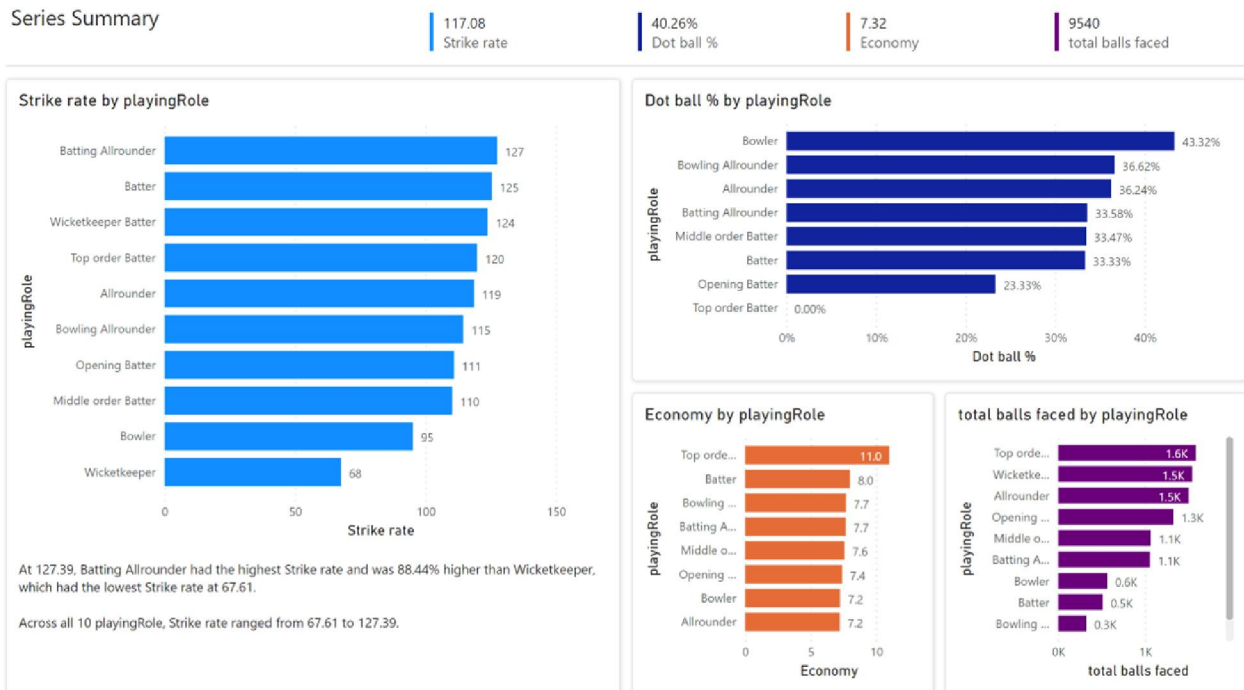 Series Summary
117.08
Strike rate
40.26%
Dot ball %
7.32
Economy
9540
total balls faced
Strike rate by playingRole
playingRole
Batting Allrounder 127
Batter 125
Wicketkeeper Batter 124
Top order Batter 120
Allrounder 119
Bowling Allrounder 115
Opening Batter 111
Middle order Batter 110
Bowler 95
Wicketkeeper 68
0 50 100 150
Strike rate
At 127.39, Batting Allrounder had the highest Strike rate and was 88.44% higher than Wicketkeeper,
which had the lowest Strike rate at 67.61.
Across all 10 playingRole, Strike rate ranged from 67.61 to 127.39.
Dot ball % by playingRole
playingRole
Bowler 43.32%
Bowling Allrounder 36.62%
Allrounder 36.24%
Batting Allrounder 33.58%
Middle order Batter 33.47%
Batter 33.33%
Opening Batter 23.33%
Top order Batter 0.00%
0% 10% 20% 30% 40%
Dot ball %
Economy by playingRole
playingRole
Top orde... 11.0
Batter 8.0
Bowling ... 7.7
Batting A... 7.7
Middle o... 7.6
Opening ... 7.4
Bowler 7.2
Allrounder 7.2
0 5 10
Economy
total balls faced by playingRole
playingRole
Top orde... 1.6K
Wicketke... 1.5K
Allrounder 1.5K
Opening ... 1.3K
Middle o... 1.1K
Batting A... 1.1K
Bowler 0.6K
Batter 0.5K
Bowling ... 0.3K
0K 1K
total balls faced